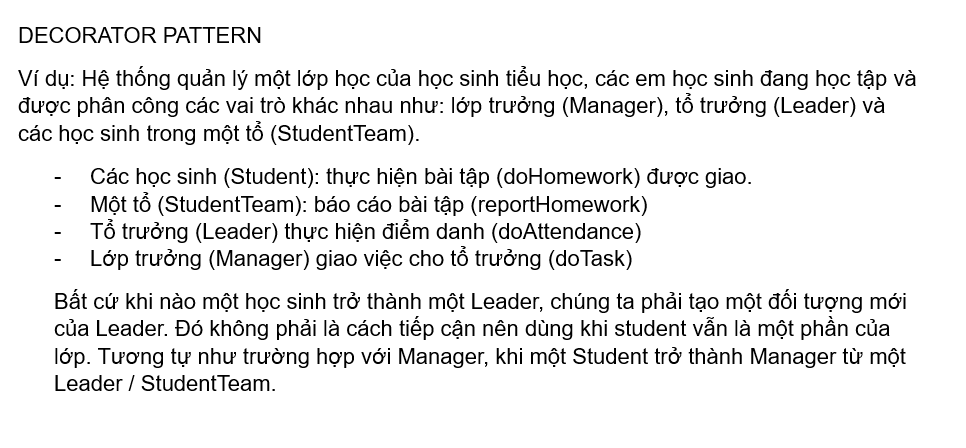 DECORATOR PATTERN
Ví dụ: Hệ thống quản lý một lớp học của học sinh tiểu học, các em học sinh đang học tập và
được phân công các vai trò khác nhau như: lớp trưởng (Manager), tổ trưởng (Leader) và
các học sinh trong một tổ (StudentTeam).
- Các học sinh (Student): thực hiện bài tập (doHomework) được giao.
- Một tổ (StudentTeam): báo cáo bài tập (reportHomework)
- Tổ trưởng (Leader) thực hiện điểm danh (doAttendance)
- Lớp trưởng (Manager) giao việc cho tổ trưởng (doTask)
Bất cứ khi nào một học sinh trở thành một Leader, chúng ta phải tạo một đối tượng mới
của Leader. Đó không phải là cách tiếp cận nên dùng khi student vẫn là một phần của
lớp. Tương tự như trường hợp với Manager, khi một Student trở thành Manager từ một
Leader / StudentTeam.